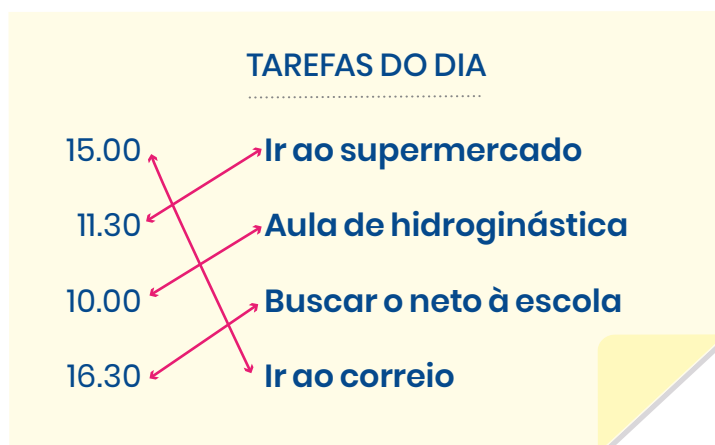 TAREFAS DO DIA
15.00 Ir ao supermercado
11.30 Aula de hidroginástica
10.00 Buscar o neto à escola
16.30 Ir ao correio